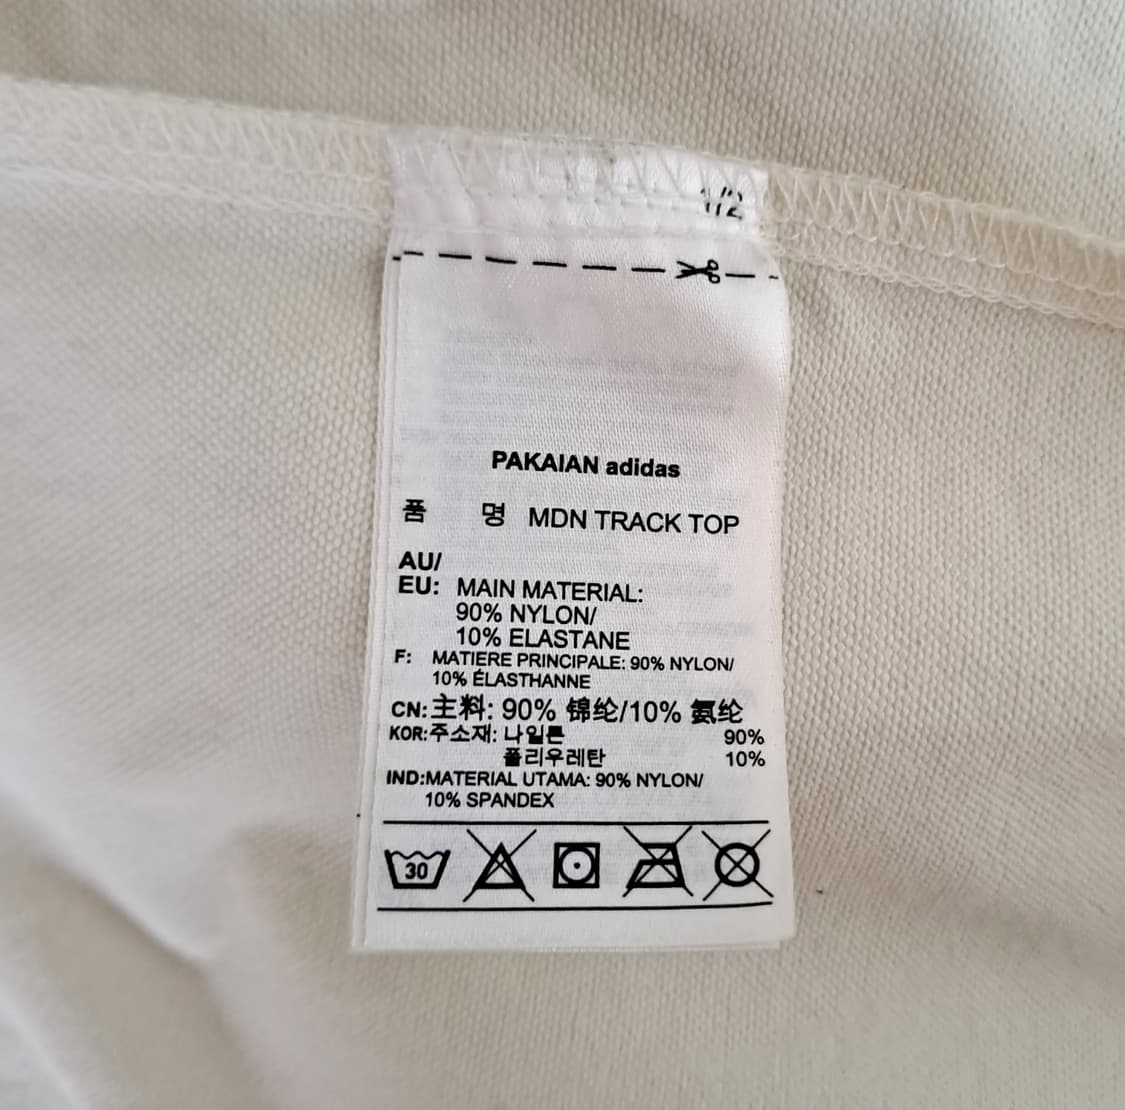 1/2
PAKAIAN adidas
품 명 MDN TRACK TOP
AU/
EU: MAIN MATERIAL:
90% NYLON/
10% ELASTANE
F: MATIERE PRINCIPALE: 90% NYLON/
10% ÉLASTHANNE
CN:主料: 90% 锦纶/10% 氨纶
KOR:주소재: 나일론 90%
폴리우레탄 10%
IND:MATERIAL UTAMA: 90% NYLON/
10% SPANDEX
30